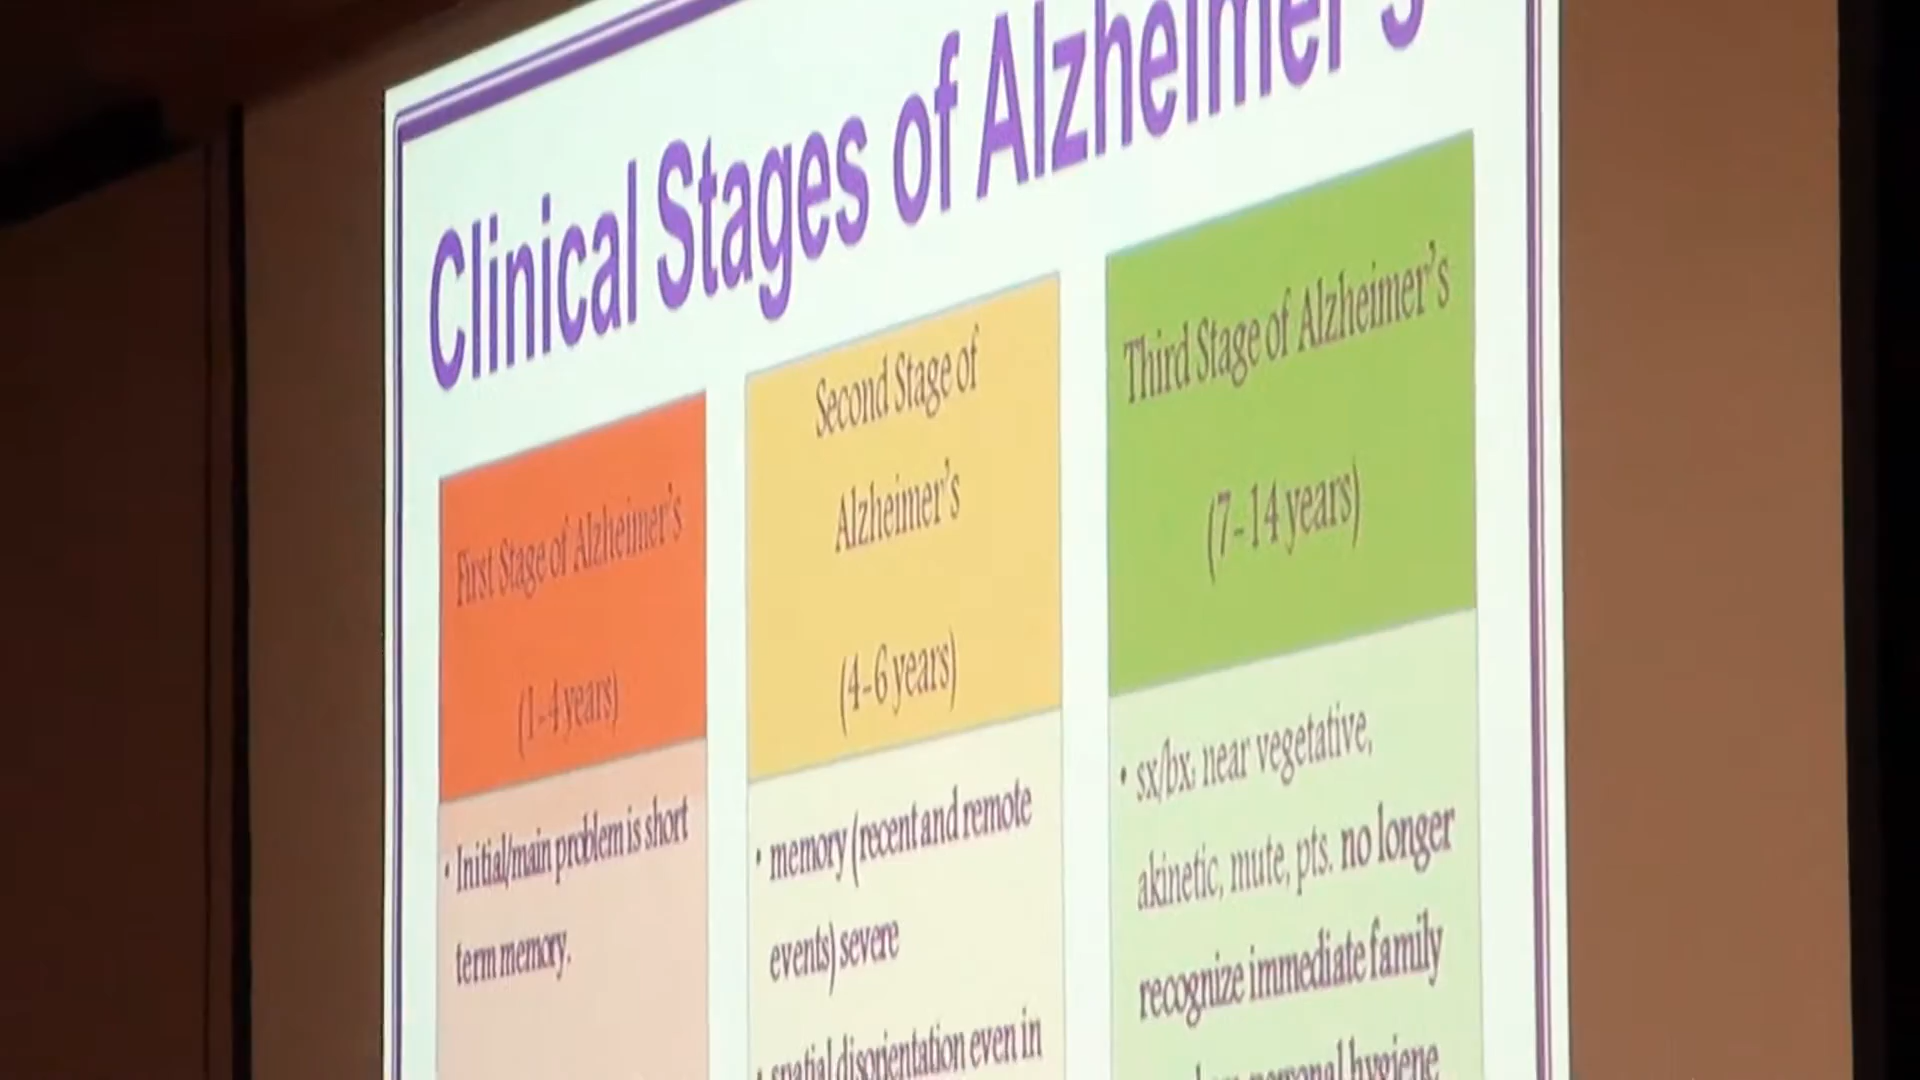 Clinical Stages of Alzheimer's
First Stage of Alzheimer's
(1-4 years)
• Initial/main problem is short
term memory.
Second Stage of
Alzheimer's
(4-6 years)
• memory (recent and remote
events) severe
• spatial disorientation even in
Third Stage of Alzheimer's
(7-14 years)
• sx/bx: near vegetative,
akinetic, mute, pts. no longer
recognize immediate family
personal hygiene